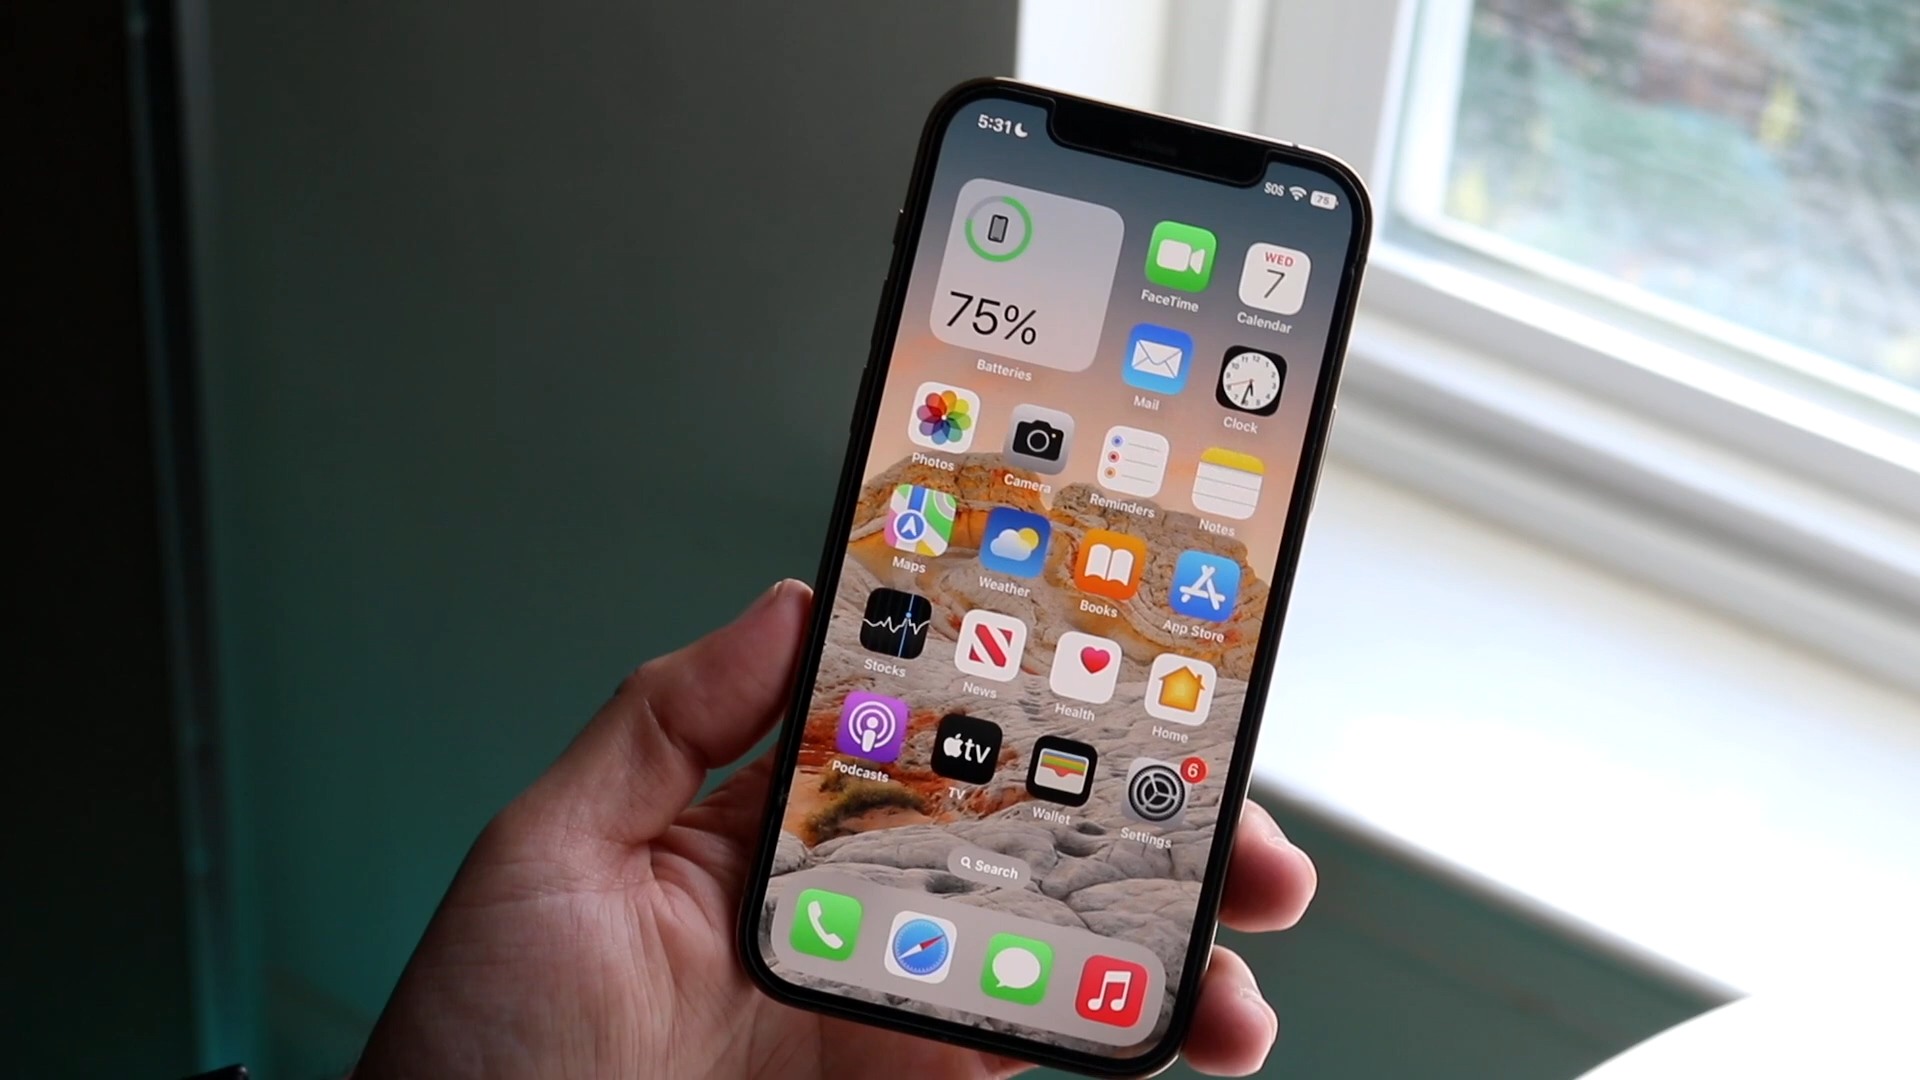 5:31
SOS
75
75%
Batteries
FaceTime
WED
7
Calendar
Mail
Clock
Photos
Camera
Reminders
Notes
Maps
Weather
Books
App Store
Stocks
News
Health
Home
Podcasts
tv
TV
Wallet
6
Settings
Search